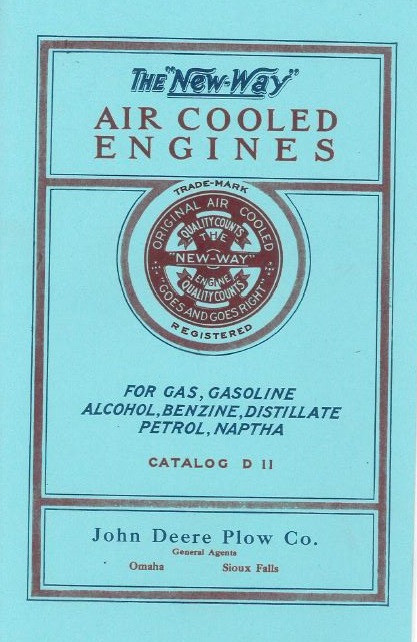 THE "NEW-WAY"
AIR COOLED
ENGINES
TRADE-MARK
ORIGINAL AIR COOLED
QUALITY COUNTS
THE
"NEW-WAY"
ENGINE
QUALITY COUNTS
"GOES AND GOES RIGHT"
REGISTERED
FOR GAS, GASOLINE
ALCOHOL, BENZINE, DISTILLATE
PETROL, NAPTHA
CATALOG D 11
John Deere Plow Co.
General Agents
Omaha Sioux Falls